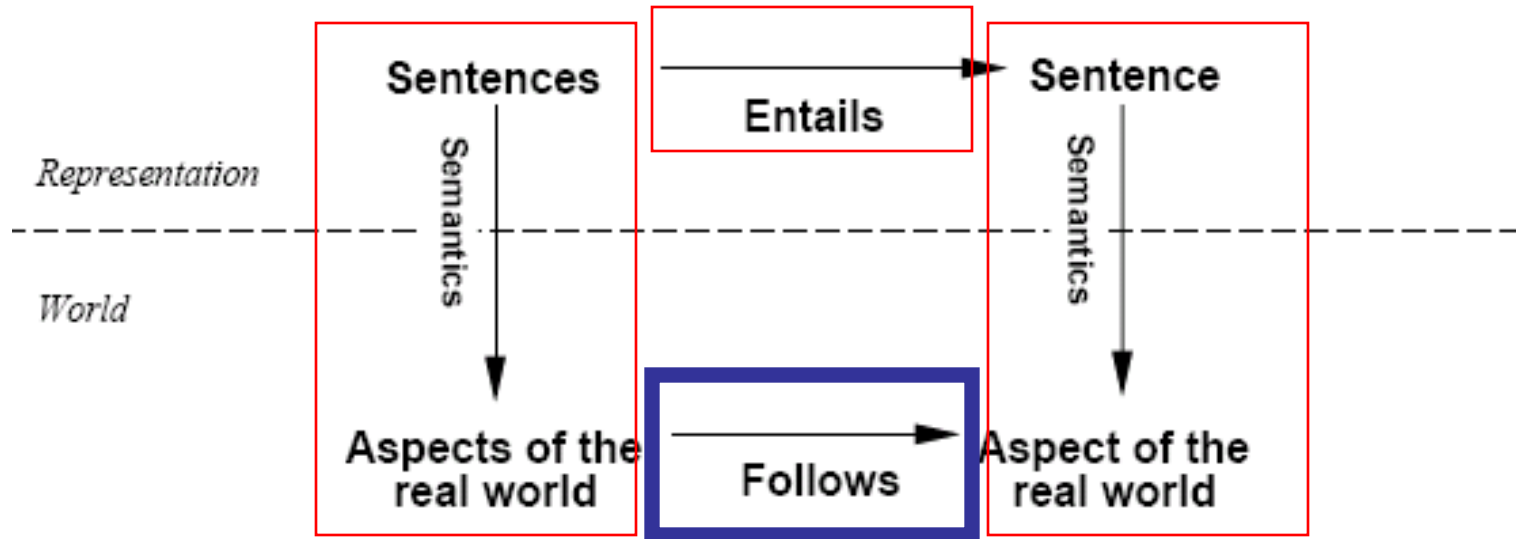 Sentences
Entails
Sentence
Representation
Semantics
Semantics
World
Aspects of the
real world
Follows
Aspect of the
real world